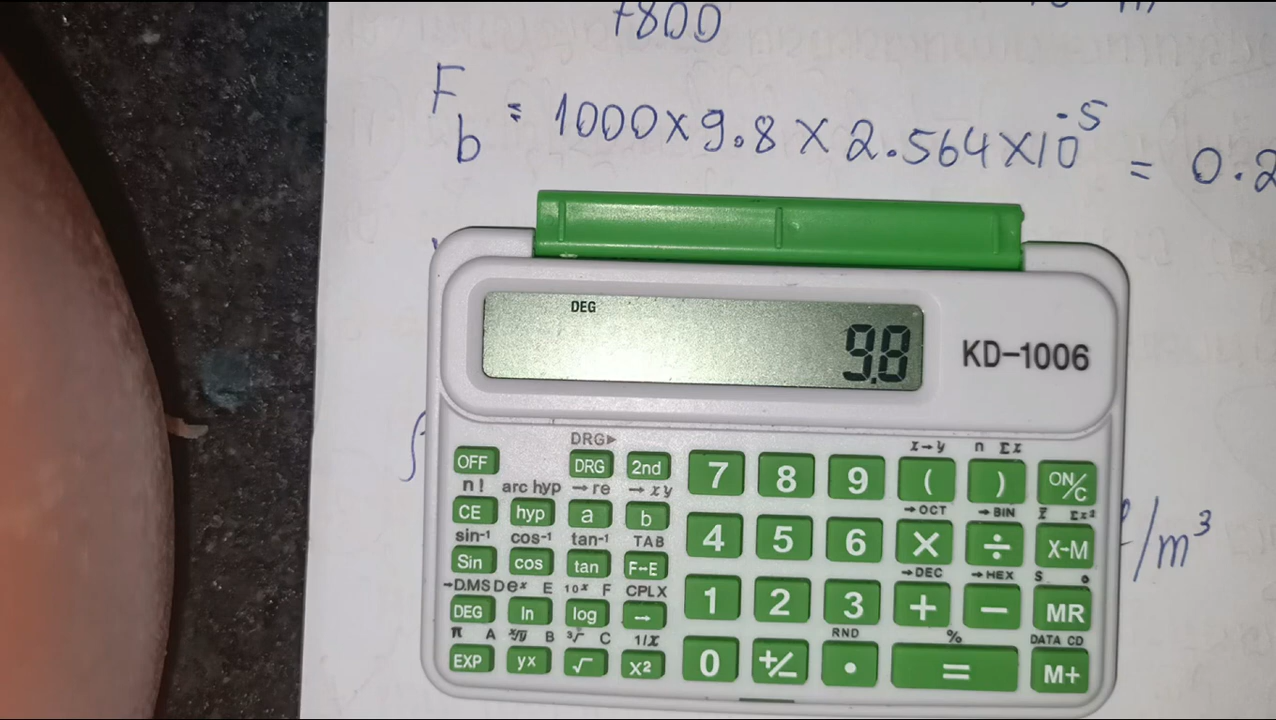 7800
F
b = 1000 x 9.8 x 2.564 x 10⁻⁵ = 0.2
DEG
9.8
KD-1006
DRG▶ x→y n Σx
OFF DRG 2nd 7 8 9 ( ) ON/C
n! arc hyp →re →xy →OCT →BIN x̄ Σx²
CE hyp a b 4 5 6 × ÷ X-M
sin⁻¹ cos⁻¹ tan⁻¹ TAB →DEC →HEX S σ
Sin cos tan F↔E 1 2 3 + − MR
→D.MS D eˣ E 10ˣ F CPLX RND % DATA CD
DEG ln log → 0 +/− • = M+
π A ˣ√y B ³√ C 1/x
EXP yx √ x²
/m³